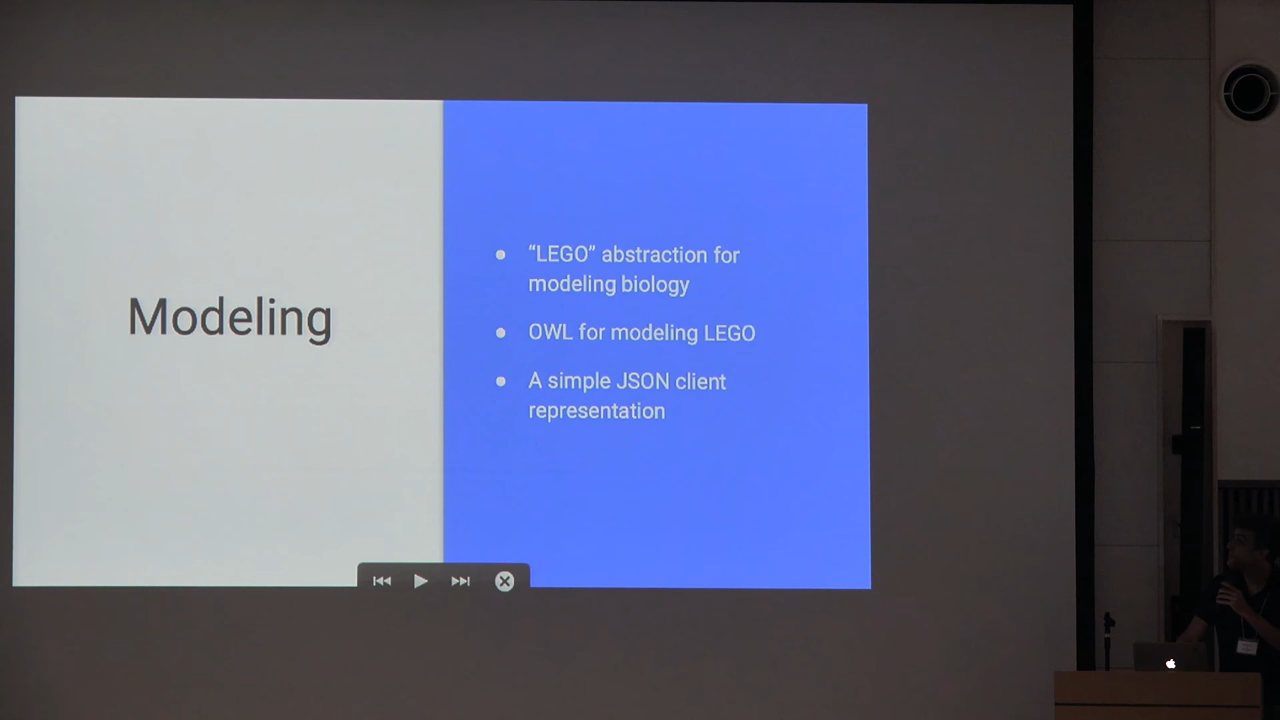 Modeling
“LEGO” abstraction for
modeling biology
OWL for modeling LEGO
A simple JSON client
representation